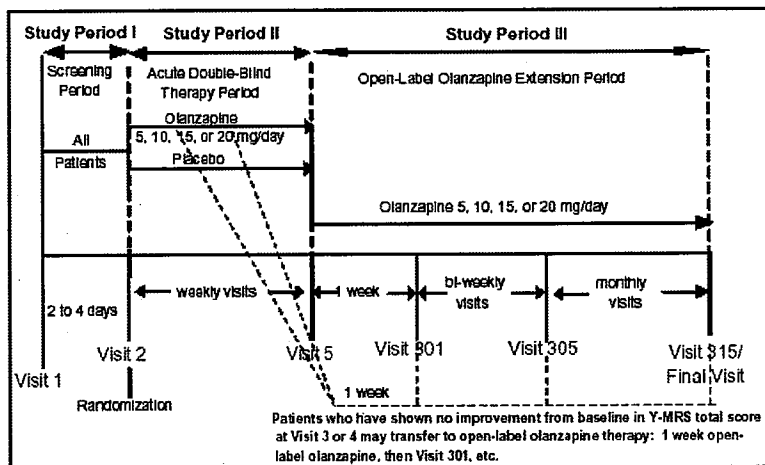 Study Period I
Study Period II
Study Period III
Screening
Period
Acute Double-Blind
Therapy Period
Open-Label Olanzapine Extension Period
Olanzapine
5, 10, 15, or 20 mg/day
All
Patients
Placebo
Olanzapine 5, 10, 15, or 20 mg/day
2 to 4 days
weekly visits
1 week
bi-weekly
visits
monthly
visits
Visit 1
Visit 2
Visit 5
Visit 301
Visit 305
Visit 315/
Final Visit
Randomization
1 week
Patients who have shown no improvement from baseline in Y-MRS total score
at Visit 3 or 4 may transfer to open-label olanzapine therapy: 1 week open-
label olanzapine, then Visit 301, etc.